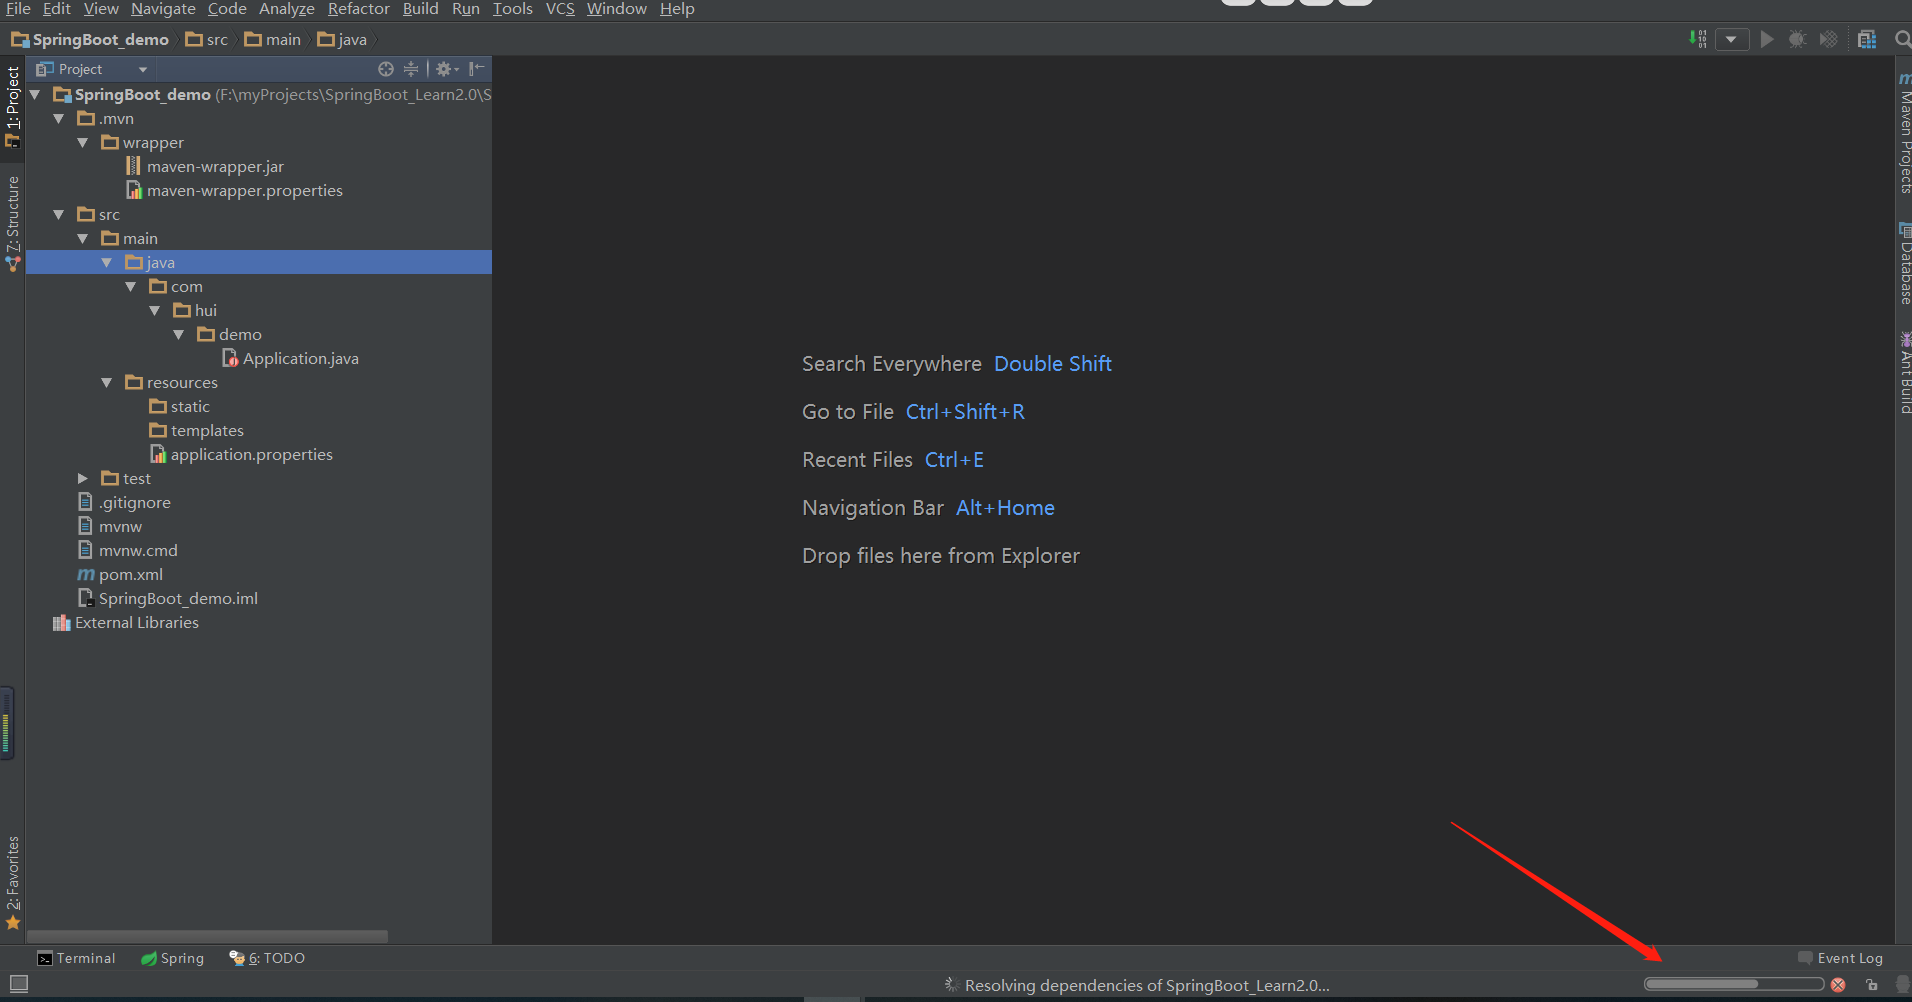 File Edit View Navigate Code Analyze Refactor Build Run Tools VCS Window Help
SpringBoot_demo src main java
Project
SpringBoot_demo (F:\myProjects\SpringBoot_Learn2.0\S
.mvn
wrapper
maven-wrapper.jar
maven-wrapper.properties
src
main
java
com
hui
demo
Application.java
resources
static
templates
application.properties
test
.gitignore
mvnw
mvnw.cmd
pom.xml
SpringBoot_demo.iml
External Libraries
1: Project
Z: Structure
2: Favorites
Search Everywhere Double Shift
Go to File Ctrl+Shift+R
Recent Files Ctrl+E
Navigation Bar Alt+Home
Drop files here from Explorer
Maven Projects
Database
Ant Build
Terminal Spring 6: TODO Event Log
Resolving dependencies of SpringBoot_Learn2.0...